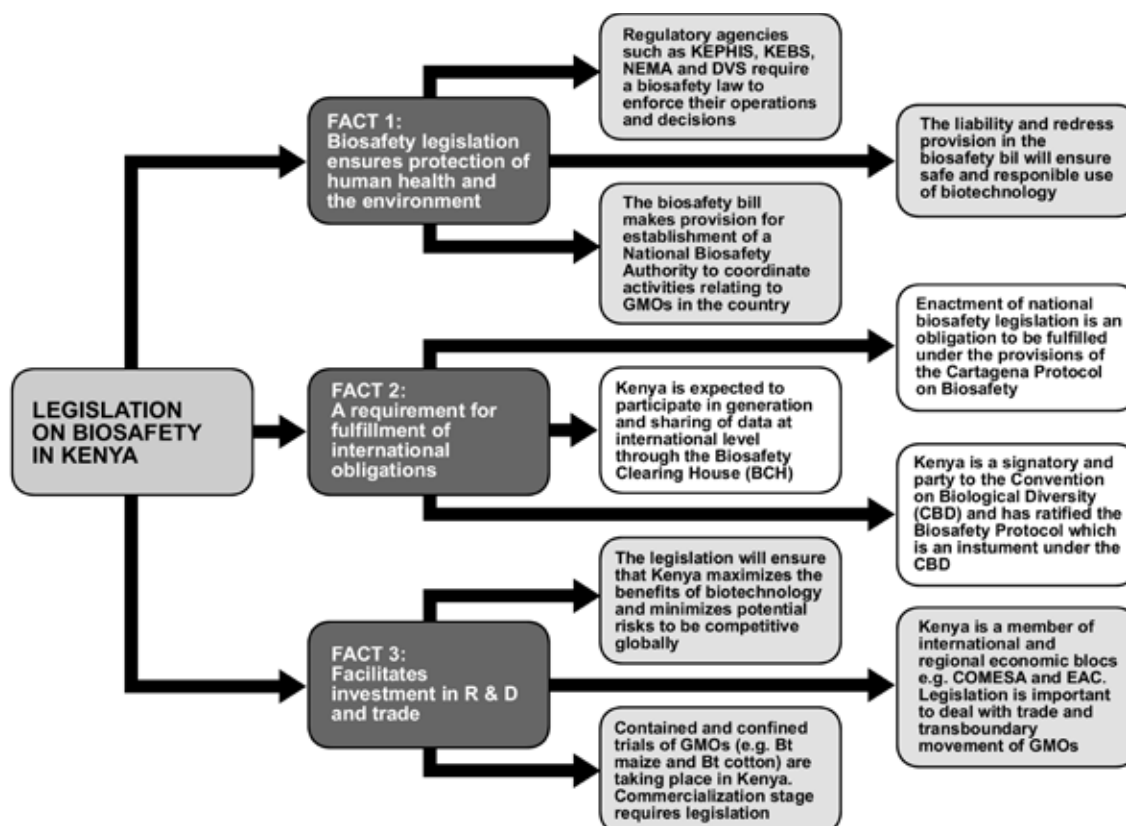 LEGISLATION
ON BIOSAFETY
IN KENYA
FACT 1:
Biosafety legislation
ensures protection of
human health and
the environment
Regulatory agencies
such as KEPHIS, KEBS,
NEMA and DVS require
a biosafety law to
enforce their operations
and decisions
The liability and redress
provision in the
biosafety bil will ensure
safe and responible use
of biotechnology
The biosafety bill
makes provision for
establishment of a
National Biosafety
Authority to coordinate
activities relating to
GMOs in the country
FACT 2:
A requirement for
fulfillment of
international
obligations
Enactment of national
biosafety legislation is an
obligation to be fulfilled
under the provisions of
the Cartagena Protocol
on Biosafety
Kenya is expected to
participate in generation
and sharing of data at
international level
through the Biosafety
Clearing House (BCH)
Kenya is a signatory and
party to the Convention
on Biological Diversity
(CBD) and has ratified the
Biosafety Protocol which
is an instument under the
CBD
FACT 3:
Facilitates
investment in R & D
and trade
The legislation will ensure
that Kenya maximizes the
benefits of biotechnology
and minimizes potential
risks to be competitive
globally
Kenya is a member of
international and
regional economic blocs
e.g. COMESA and EAC.
Legislation is important
to deal with trade and
transboundary
movement of GMOs
Contained and confined
trials of GMOs (e.g. Bt
maize and Bt cotton) are
taking place in Kenya.
Commercialization stage
requires legislation